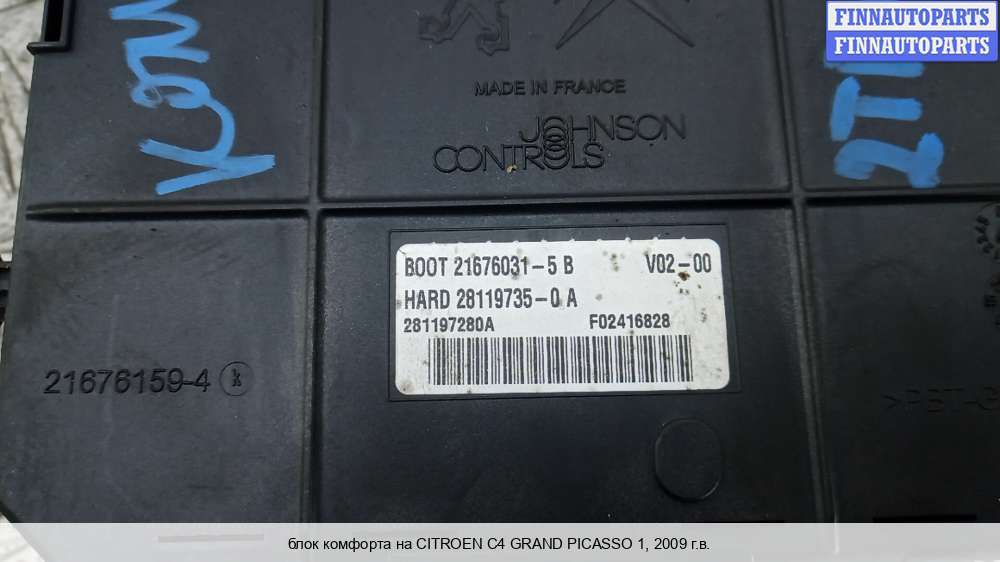 FINNAUTOPARTS
FINNAUTOPARTS
MADE IN FRANCE
JOHNSON
CONTROLS
BOOT 21676031-5 B V02-00
HARD 28119735-0 A
281197280A F02416828
21676159-4 k
>PBT-G
блок комфорта на CITROEN C4 GRAND PICASSO 1, 2009 г.в.